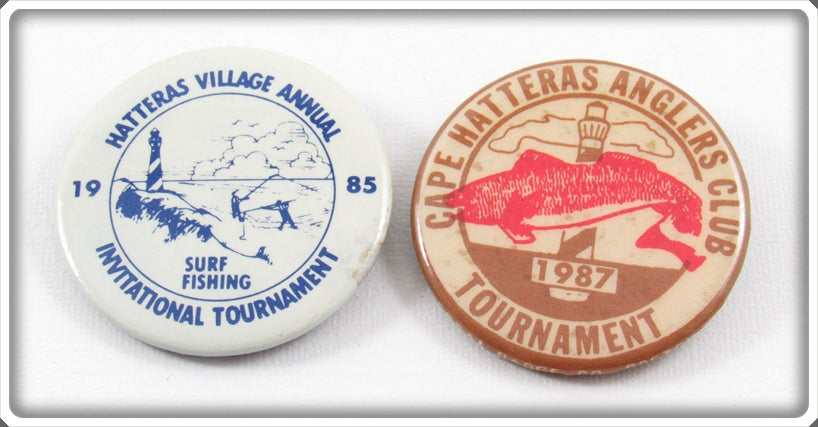 HATTERAS VILLAGE ANNUAL
19 85
SURF
FISHING
INVITATIONAL TOURNAMENT
CAPE HATTERAS ANGLERS CLUB
1987
TOURNAMENT